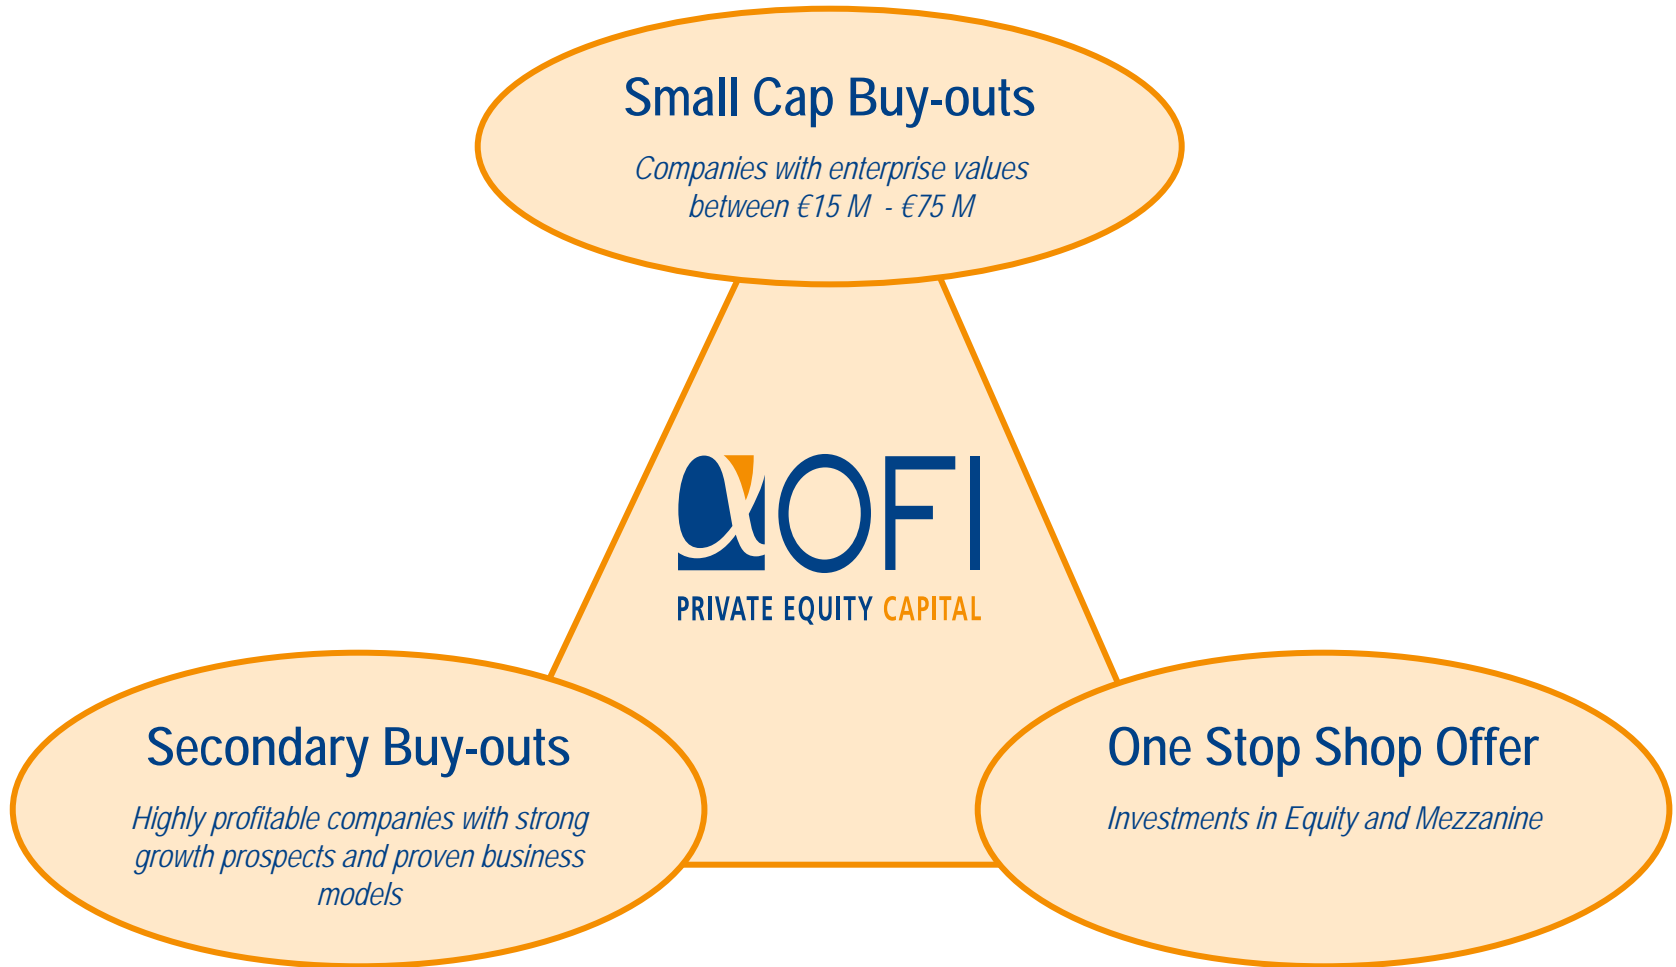 Small Cap Buy-outs
Companies with enterprise values
between €15 M - €75 M
αOFI
PRIVATE EQUITY CAPITAL
Secondary Buy-outs
Highly profitable companies with strong
growth prospects and proven business
models
One Stop Shop Offer
Investments in Equity and Mezzanine